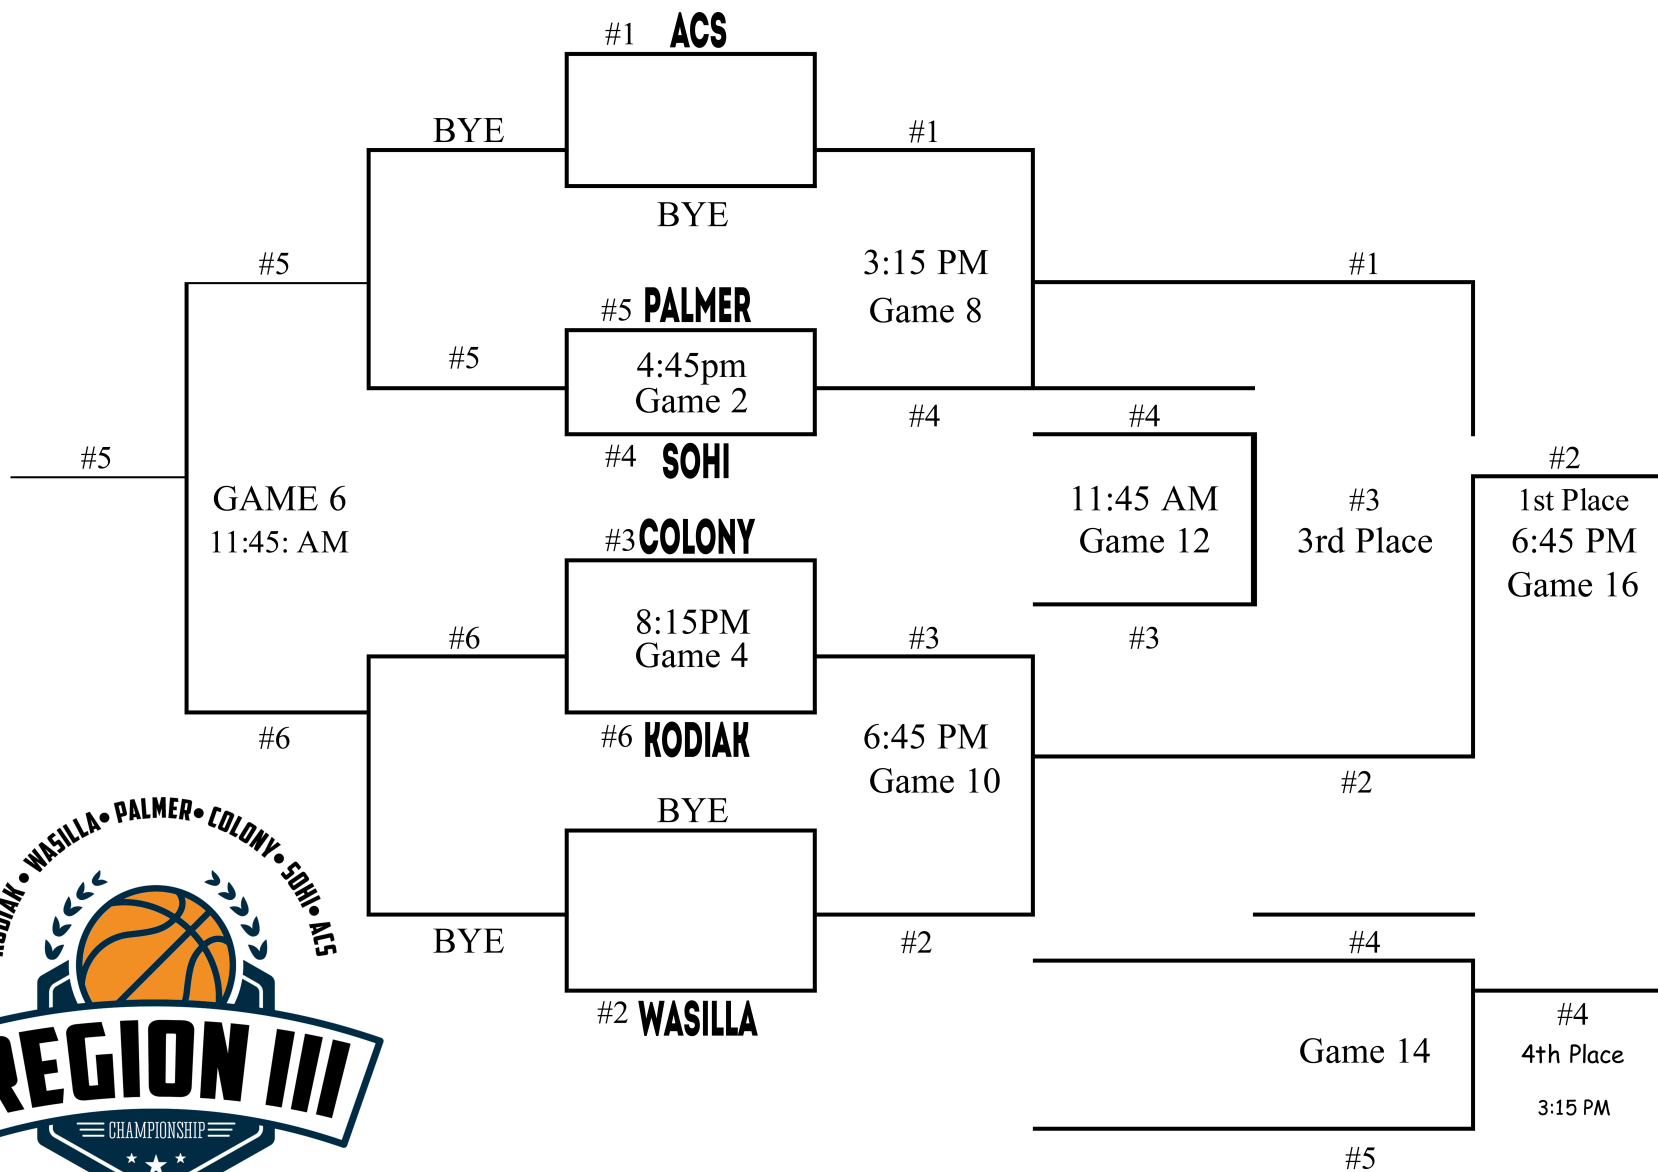 #1 ACS
BYE
#1
BYE
#5
3:15 PM
Game 8
#1
#5 PALMER
#5
4:45pm
Game 2
#4
#4
#4 SOHI
#5
#2
GAME 6
11:45: AM
#3 COLONY
11:45 AM
Game 12
#3
3rd Place
1st Place
6:45 PM
Game 16
8:15PM
Game 4
#6
#3
#3
#6
#6 KODIAK
6:45 PM
Game 10
#2
BYE
BYE
#2
#4
#2 WASILLA
Game 14
#4
4th Place
3:15 PM
#5
WASILLA • PALMER • COLONY • SOHI • ACS
REGION III
CHAMPIONSHIP